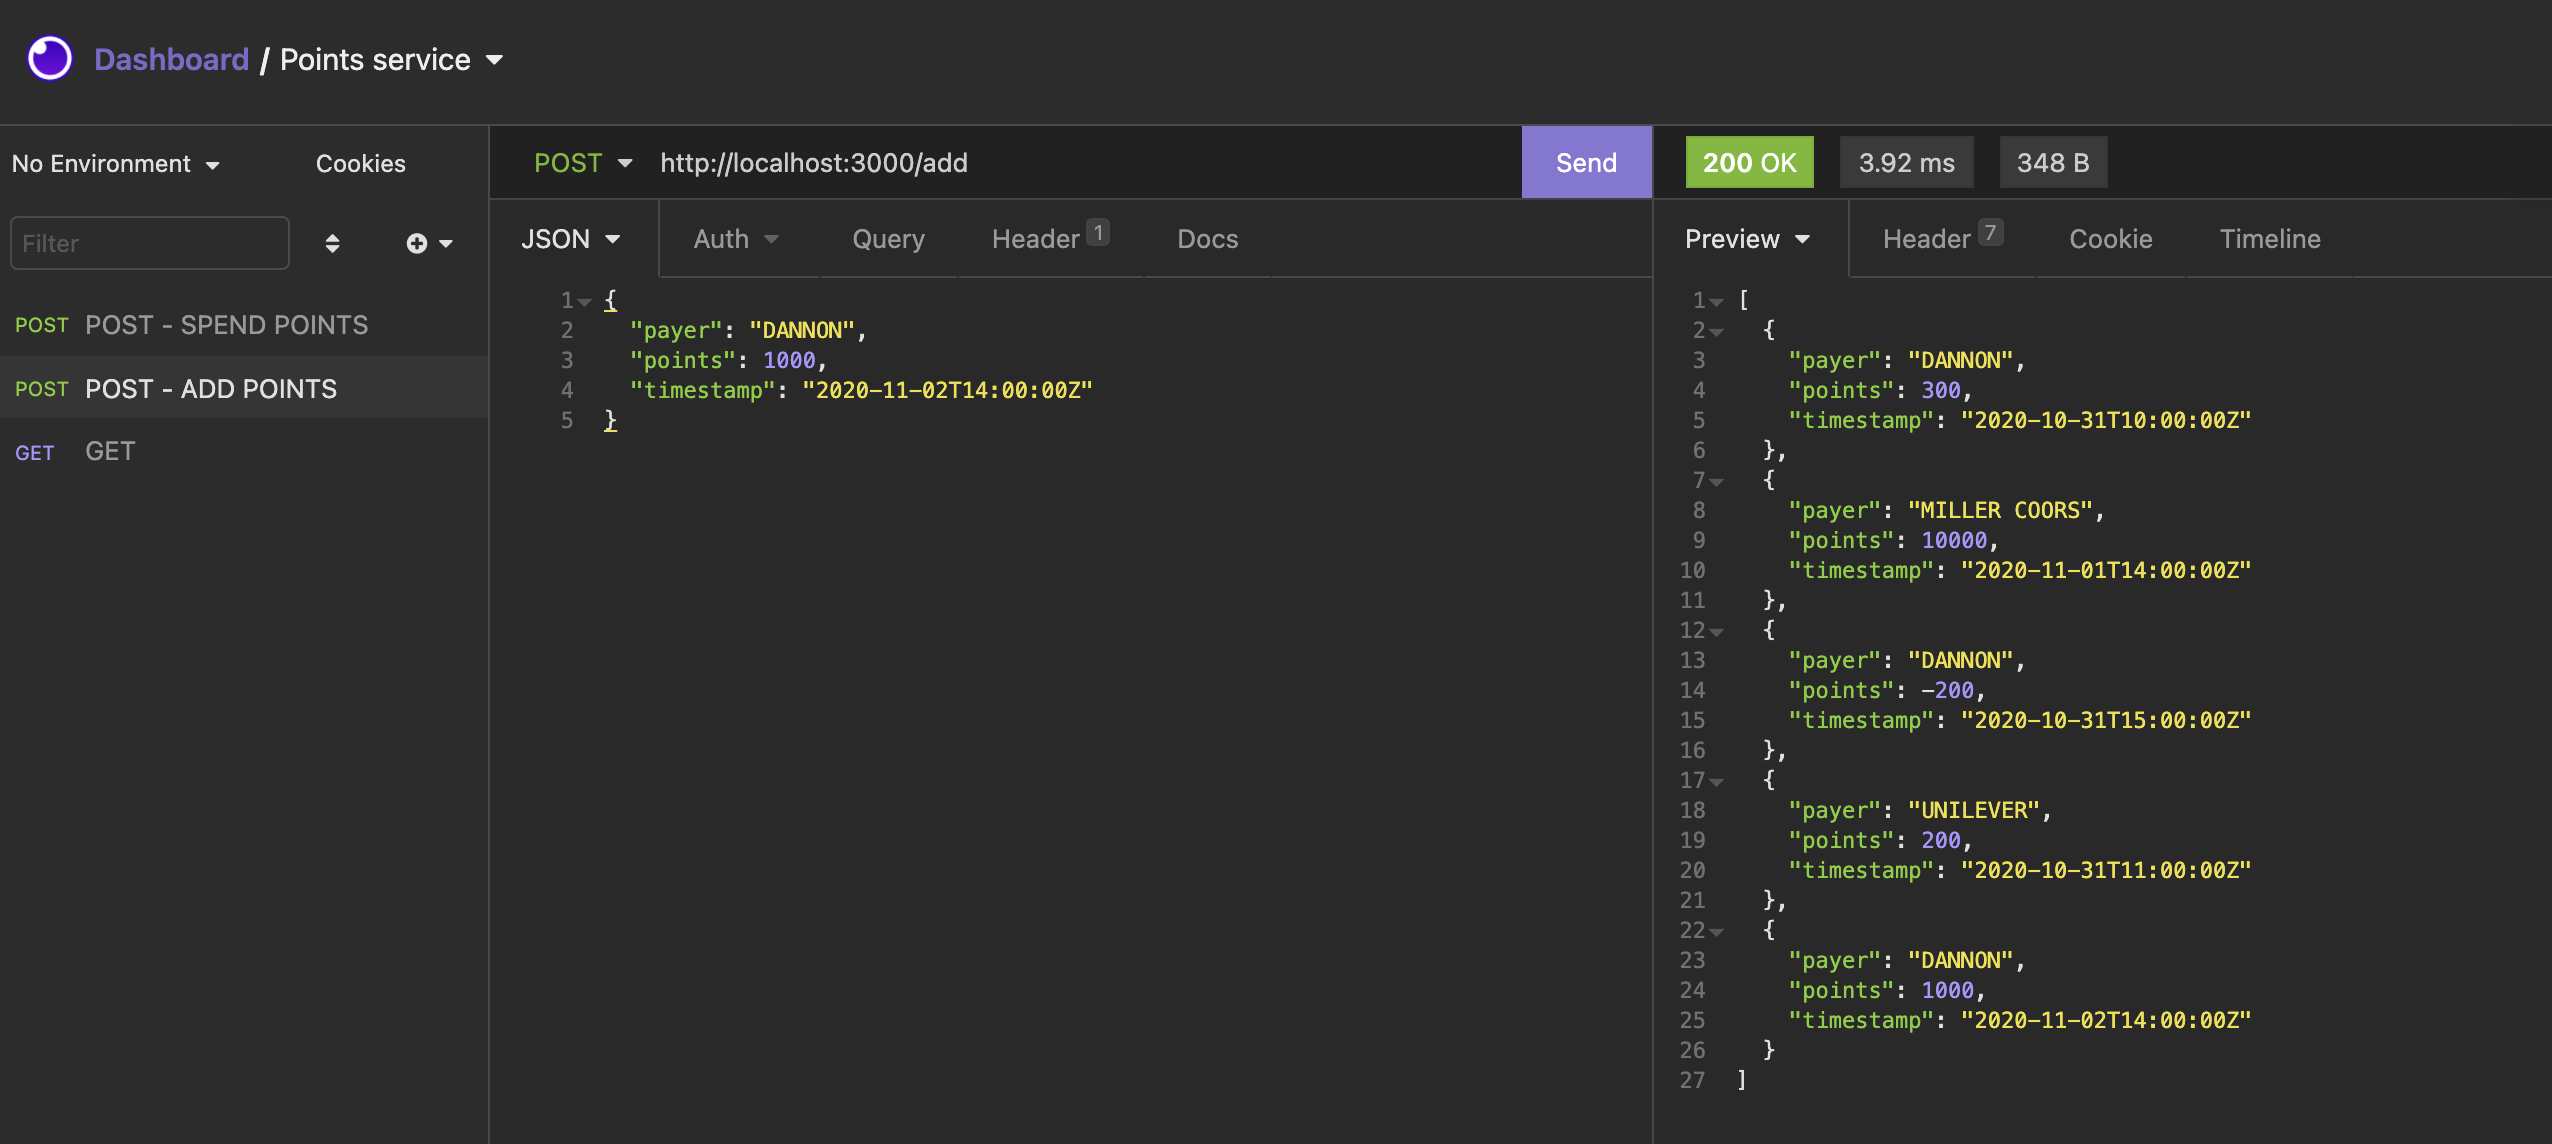 Dashboard / Points service
No Environment
Cookies
Filter
POST POST - SPEND POINTS
POST POST - ADD POINTS
GET GET
POST http://localhost:3000/add Send
JSON Auth Query Header 1 Docs
1 {
2 "payer": "DANNON",
3 "points": 1000,
4 "timestamp": "2020-11-02T14:00:00Z"
5 }
200 OK 3.92 ms 348 B
Preview Header 7 Cookie Timeline
1 [
2 {
3 "payer": "DANNON",
4 "points": 300,
5 "timestamp": "2020-10-31T10:00:00Z"
6 },
7 {
8 "payer": "MILLER COORS",
9 "points": 10000,
10 "timestamp": "2020-11-01T14:00:00Z"
11 },
12 {
13 "payer": "DANNON",
14 "points": -200,
15 "timestamp": "2020-10-31T15:00:00Z"
16 },
17 {
18 "payer": "UNILEVER",
19 "points": 200,
20 "timestamp": "2020-10-31T11:00:00Z"
21 },
22 {
23 "payer": "DANNON",
24 "points": 1000,
25 "timestamp": "2020-11-02T14:00:00Z"
26 }
27 ]